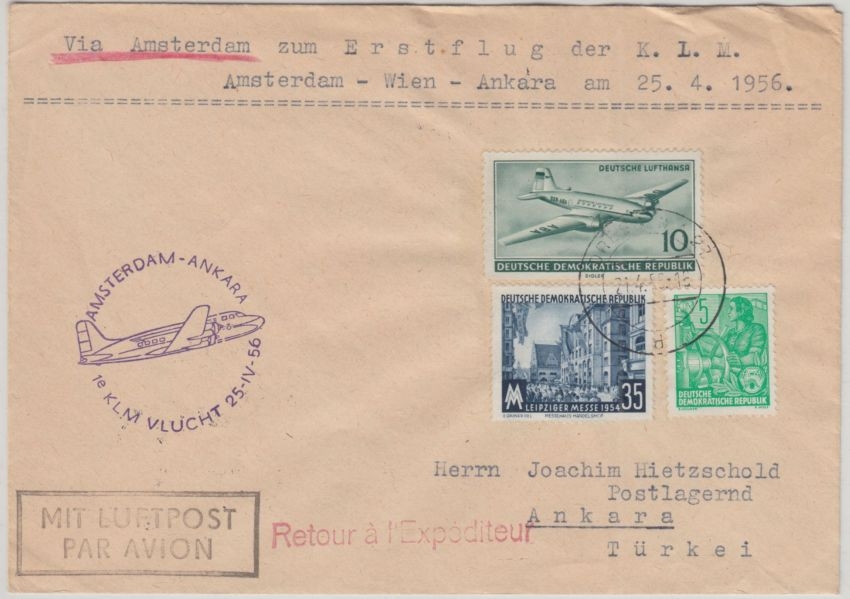 Via Amsterdam zum Erstflug der K. L. M.
Amsterdam - Wien - Ankara am 25. 4. 1956.
DEUTSCHE LUFTHANSA
10
DEUTSCHE DEMOKRATISCHE REPUBLIK
DEUTSCHE DEMOKRATISCHE REPUBLIK
35
LEIPZIGER MESSE 1954
MESSEHAUS HANDELSHOF
5
DEUTSCHE
DEMOKRATISCHE REPUBLIK
AMSTERDAM-ANKARA
1e KLM VLUCHT 25-IV-56
Herrn Joachim Hietzschold
Postlagernd
Ankara
Türkei
MIT LUFTPOST
PAR AVION
Retour à l'Expéditeur